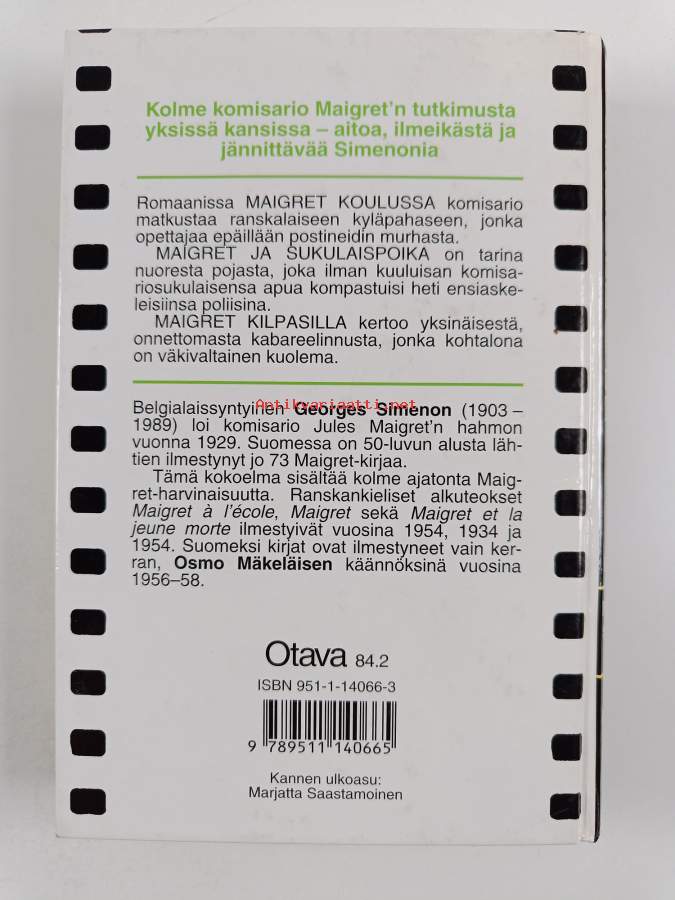 Kolme komisario Maigret'n tutkimusta
yksissä kansissa – aitoa, ilmeikästä ja
jännittävää Simenonia
Romaanissa MAIGRET KOULUSSA komisario
matkustaa ranskalaiseen kyläpahaseen, jonka
opettajaa epäillään postineidin murhasta.
MAIGRET JA SUKULAISPOIKA on tarina
nuoresta pojasta, joka ilman kuuluisan komisa-
riosukulaisensa apua kompastuisi heti ensiaske-
leisiinsa poliisina.
MAIGRET KILPASILLA kertoo yksinäisestä,
onnettomasta kabareelinnusta, jonka kohtalona
on väkivaltainen kuolema.
Antikvariaatti.net
Belgialaissyntyinen Georges Simenon (1903 –
1989) loi komisario Jules Maigret'n hahmon
vuonna 1929. Suomessa on 50-luvun alusta läh-
tien ilmestynyt jo 73 Maigret-kirjaa.
Tämä kokoelma sisältää kolme ajatonta Maig-
ret-harvinaisuutta. Ranskankieliset alkuteokset
Maigret à l'école, Maigret sekä Maigret et la
jeune morte ilmestyivät vuosina 1954, 1934 ja
1954. Suomeksi kirjat ovat ilmestyneet vain ker-
ran, Osmo Mäkeläisen käännöksinä vuosina
1956–58.
Otava 84.2
ISBN 951-1-14066-3
9 789511 140665
Kannen ulkoasu:
Marjatta Saastamoinen